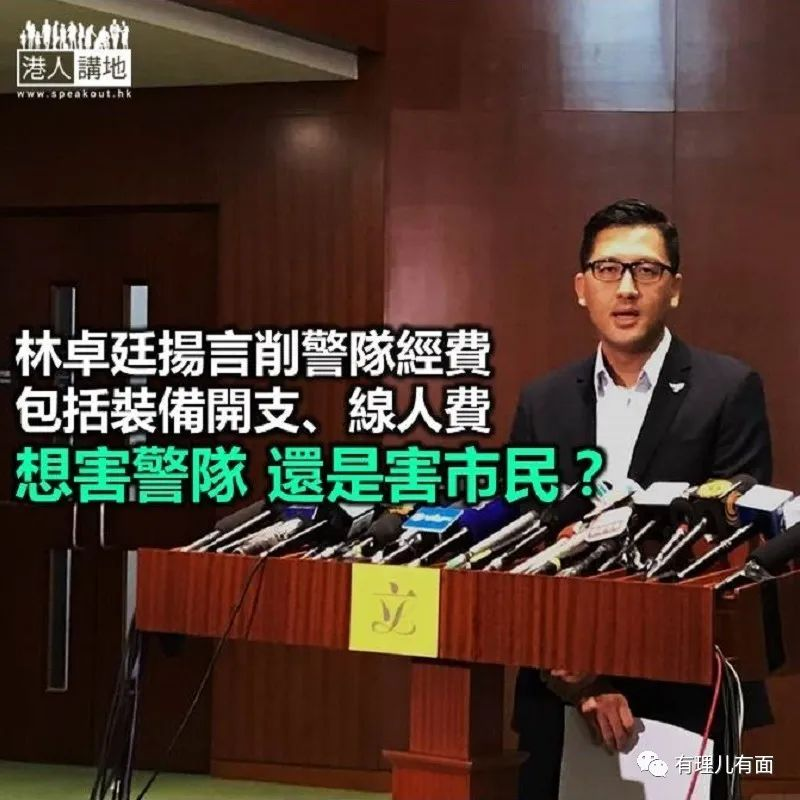 港人講地
www.speakout.hk
林卓廷揚言削警隊經費
包括裝備開支、線人費
想害警隊 還是害市民？
立
有理儿有面